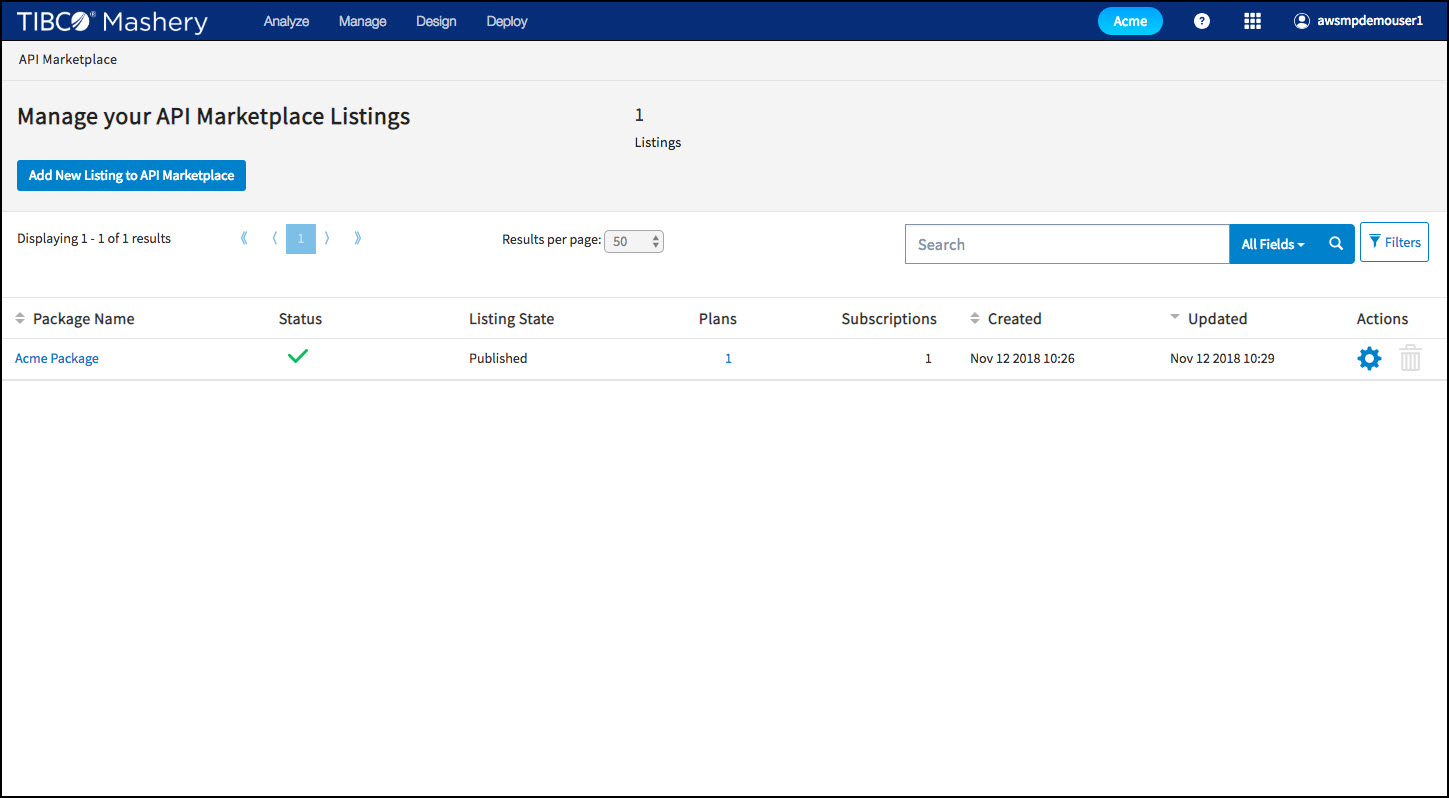 TIBCO® Mashery Analyze Manage Design Deploy Acme ? awsmpdemouser1
API Marketplace
Manage your API Marketplace Listings
1
Listings
Add New Listing to API Marketplace
Displaying 1 - 1 of 1 results 《 〈 1 〉 》 Results per page: 50 Search All Fields Filters
Package Name Status Listing State Plans Subscriptions Created Updated Actions
Acme Package Published 1 1 Nov 12 2018 10:26 Nov 12 2018 10:29